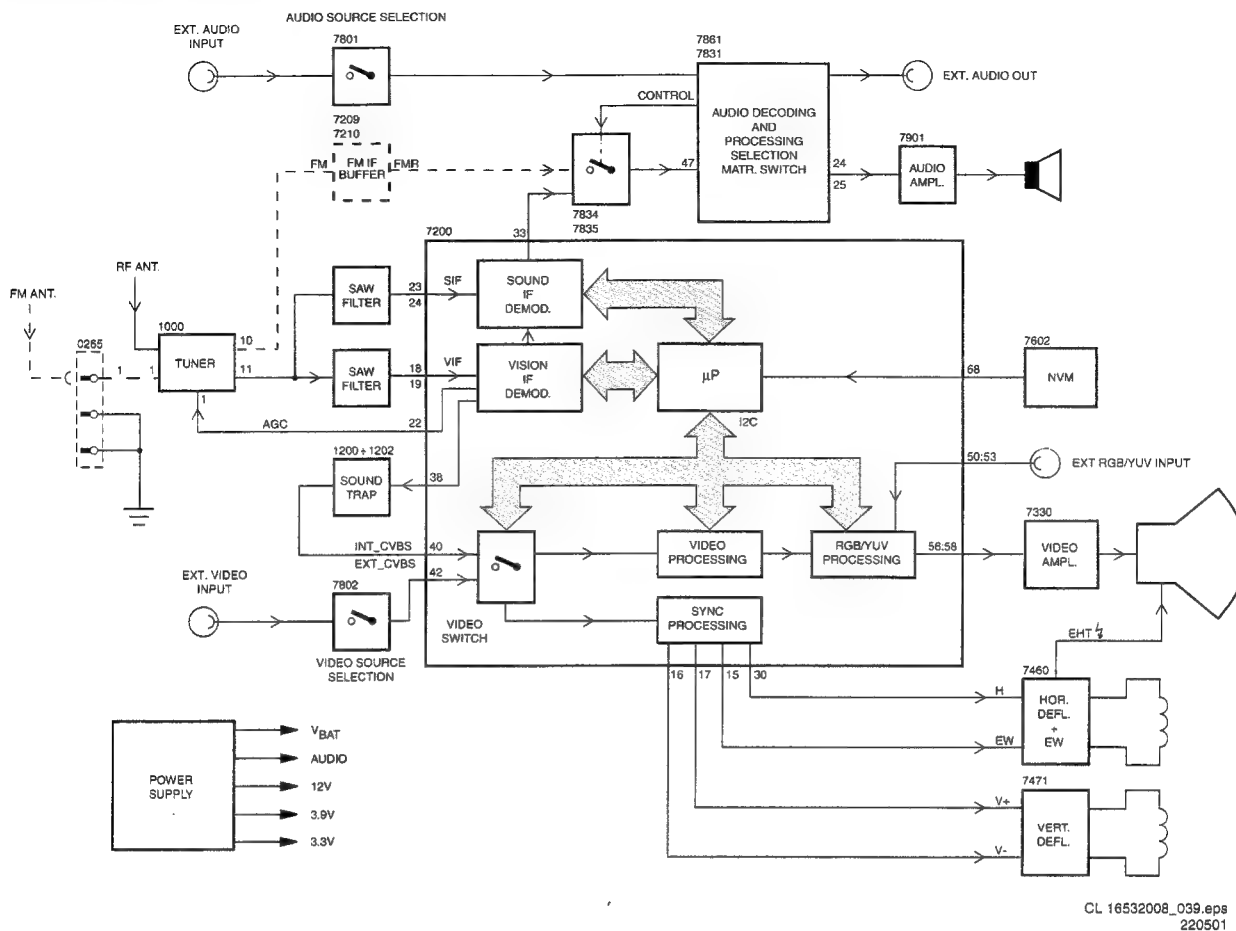 AUDIO SOURCE SELECTION
EXT. AUDIO
INPUT
7801
7861
7831
EXT. AUDIO OUT
CONTROL
AUDIO DECODING
AND
PROCESSING
SELECTION
MATR. SWITCH
7209
7210
FM
FM IF
BUFFER
FMR
47
24
25
7901
AUDIO
AMPL.
7834
7835
7200
33
RF ANT.
FM ANT.
SAW
FILTER
23
24
SIF
SOUND
IF
DEMOD.
0265
1000
10
TUNER
1
1
11
1
SAW
FILTER
18
19
VIF
VISION
IF
DEMOD.
µP
I2C
68
7602
NVM
AGC
22
1200 ÷ 1202
SOUND
TRAP
38
50:53
EXT RGB/YUV INPUT
INT_CVBS
40
EXT_CVBS
42
VIDEO
PROCESSING
RGB/YUV
PROCESSING
56:58
7330
VIDEO
AMPL.
EXT. VIDEO
INPUT
7802
VIDEO
SWITCH
SYNC
PROCESSING
VIDEO SOURCE
SELECTION
EHT
16
17
15
30
7460
H
HOR.
DEFL.
+
EW
EW
POWER
SUPPLY
VBAT
AUDIO
12V
3.9V
3.3V
7471
V+
VERT.
DEFL.
V-
CL 16532008_039.eps
220501